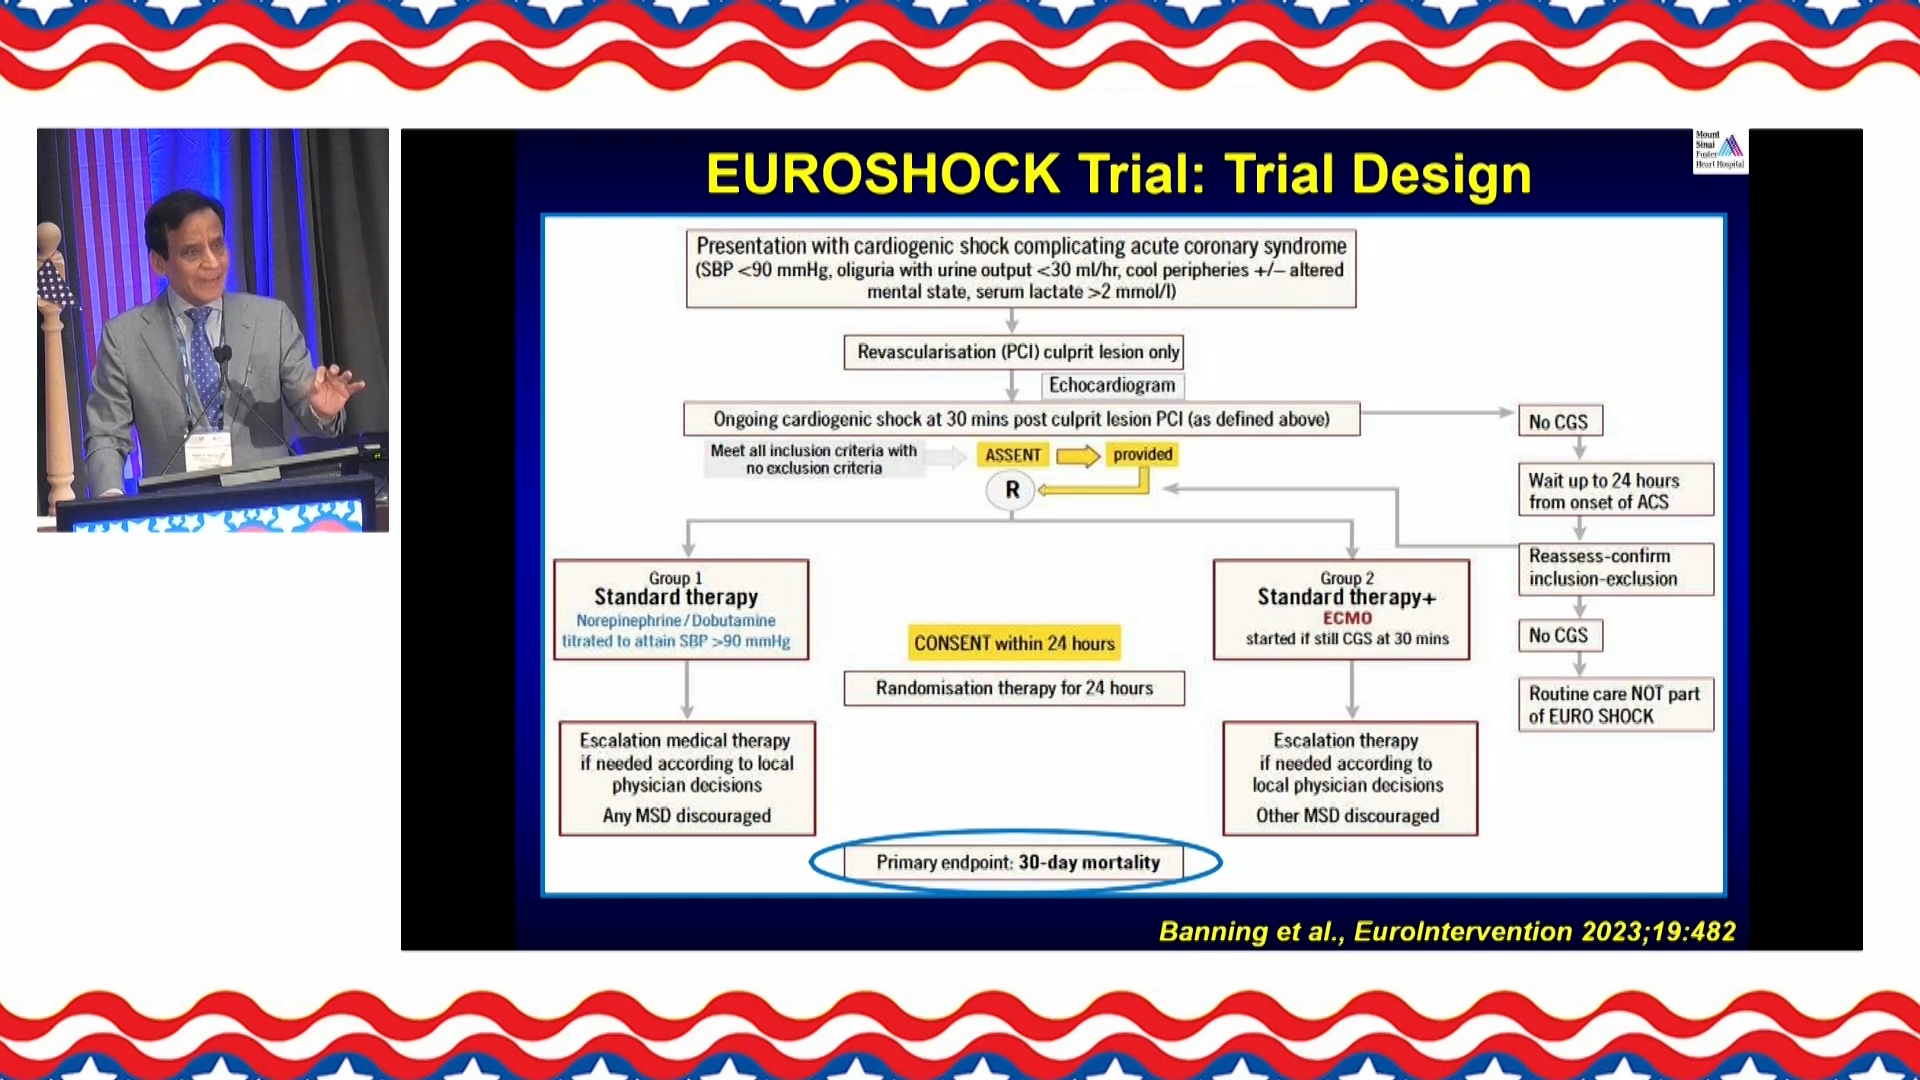 Mount
Sinai
Fuster
Heart Hospital
EUROSHOCK Trial: Trial Design
Presentation with cardiogenic shock complicating acute coronary syndrome
(SBP <90 mmHg, oliguria with urine output <30 ml/hr, cool peripheries +/– altered
mental state, serum lactate >2 mmol/l)
Revascularisation (PCI) culprit lesion only
Echocardiogram
Ongoing cardiogenic shock at 30 mins post culprit lesion PCI (as defined above)
No CGS
Meet all inclusion criteria with
no exclusion criteria
ASSENT
provided
R
Wait up to 24 hours
from onset of ACS
Reassess-confirm
inclusion-exclusion
No CGS
Routine care NOT part
of EURO SHOCK
Group 1
Standard therapy
Norepinephrine/Dobutamine
titrated to attain SBP >90 mmHg
CONSENT within 24 hours
Randomisation therapy for 24 hours
Group 2
Standard therapy+
ECMO
started if still CGS at 30 mins
Escalation medical therapy
if needed according to local
physician decisions
Any MSD discouraged
Escalation therapy
if needed according to
local physician decisions
Other MSD discouraged
Primary endpoint: 30-day mortality
Banning et al., EuroIntervention 2023;19:482